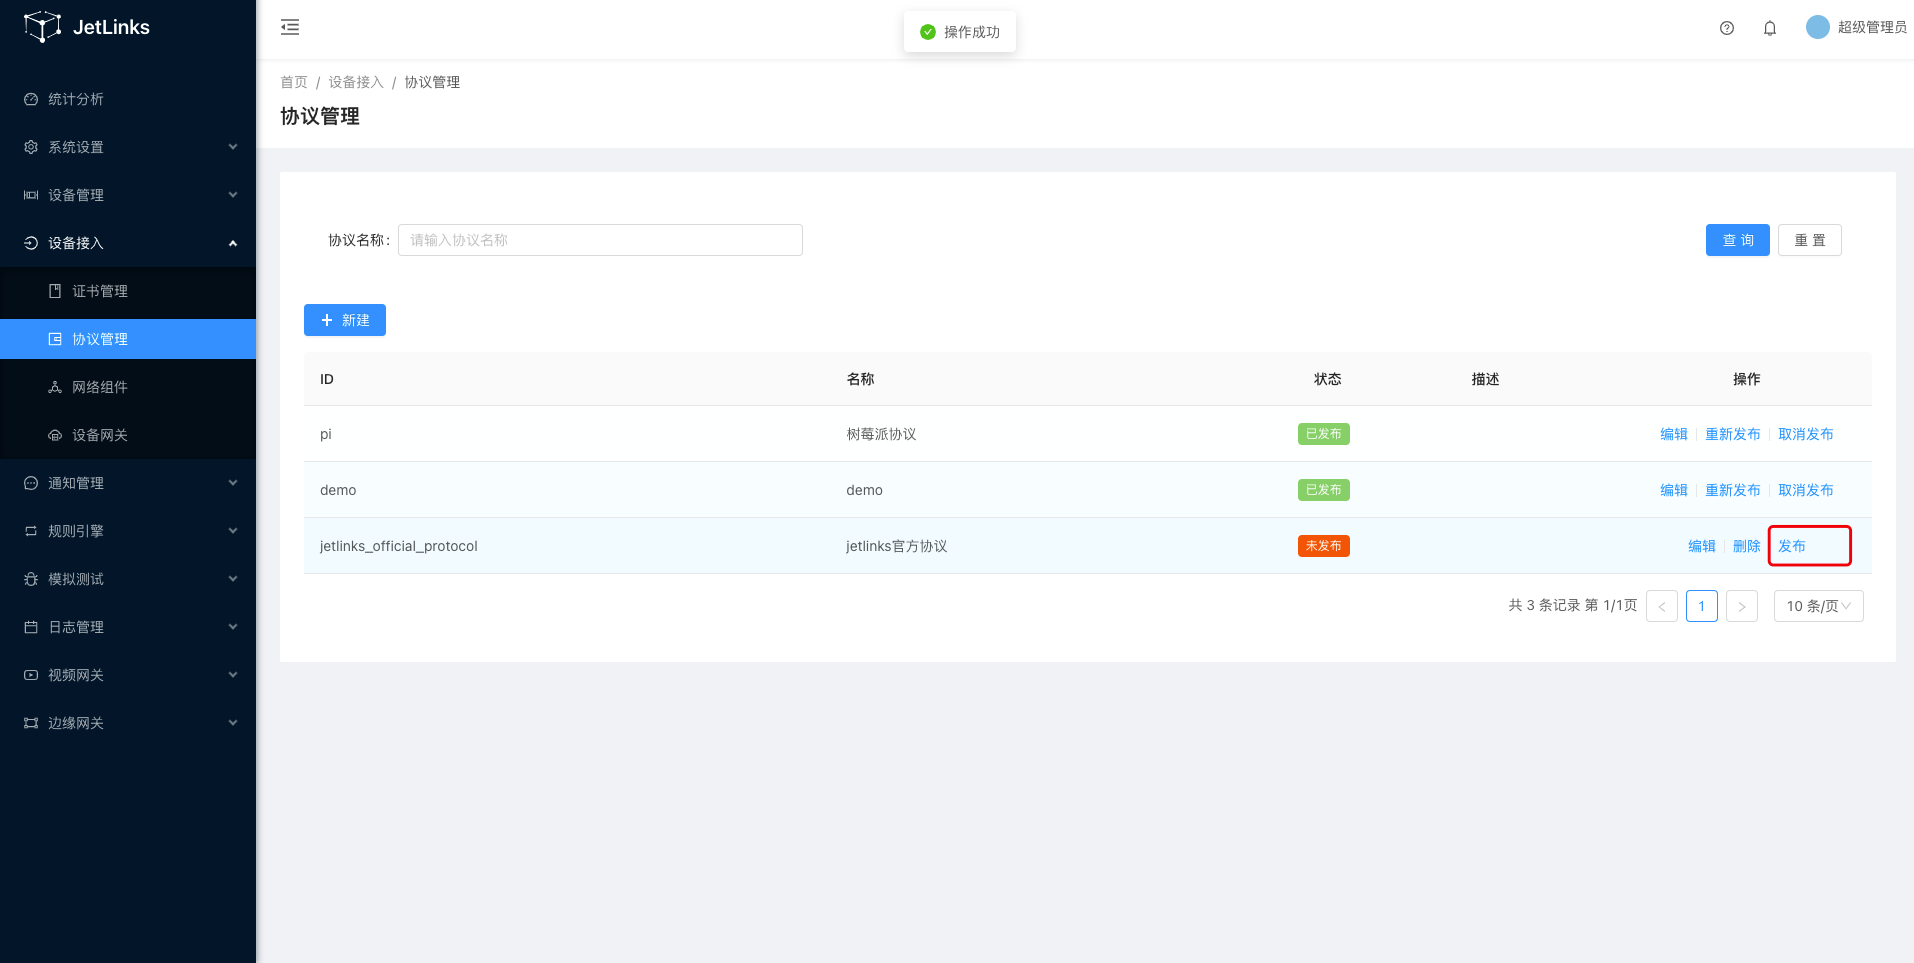 JetLinks
操作成功
超级管理员
统计分析
系统设置
设备管理
设备接入
证书管理
协议管理
网络组件
设备网关
通知管理
规则引擎
模拟测试
日志管理
视频网关
边缘网关
首页 / 设备接入 / 协议管理
协议管理
协议名称: 请输入协议名称 查 询 重 置
+ 新建
ID 名称 状态 描述 操作
pi 树莓派协议 已发布 编辑 重新发布 取消发布
demo demo 已发布 编辑 重新发布 取消发布
jetlinks_official_protocol jetlinks官方协议 未发布 编辑 删除 发布
共 3 条记录 第 1/1页 < 1 > 10 条/页